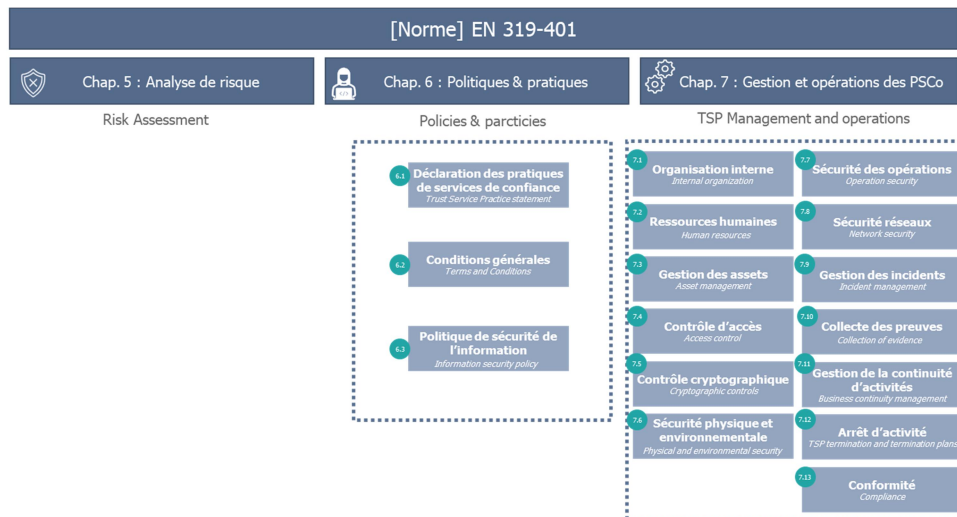 [Norme] EN 319-401
Chap. 5 : Analyse de risque
Risk Assessment
Chap. 6 : Politiques & pratiques
Policies & parcticies
6.1
Déclaration des pratiques
de services de confiance
Trust Service Practice statement
6.2
Conditions générales
Terms and Conditions
6.3
Politique de sécurité de
l'information
Information security policy
Chap. 7 : Gestion et opérations des PSCo
TSP Management and operations
7.1
Organisation interne
Internal organization
7.2
Ressources humaines
Human resources
7.3
Gestion des assets
Asset management
7.4
Contrôle d'accès
Access control
7.5
Contrôle cryptographique
Cryptographic controls
7.6
Sécurité physique et
environnementale
Physical and environmental security
7.7
Sécurité des opérations
Operation security
7.8
Sécurité réseaux
Network security
7.9
Gestion des incidents
Incident management
7.10
Collecte des preuves
Collection of evidence
7.11
Gestion de la continuité
d'activités
Business continuity management
7.12
Arrêt d'activité
TSP termination and termination plans
7.13
Conformité
Compliance